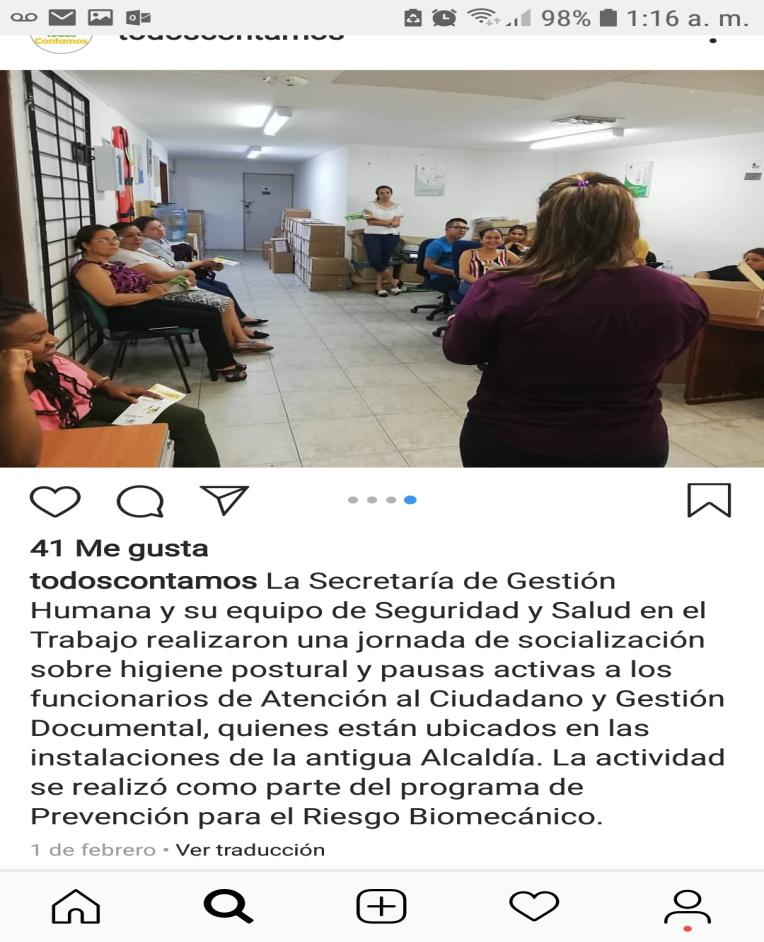 98% 1:16 a. m.
Todos
Contamos
todoscontamos
41 Me gusta
todoscontamos La Secretaría de Gestión
Humana y su equipo de Seguridad y Salud en el
Trabajo realizaron una jornada de socialización
sobre higiene postural y pausas activas a los
funcionarios de Atención al Ciudadano y Gestión
Documental, quienes están ubicados en las
instalaciones de la antigua Alcaldía. La actividad
se realizó como parte del programa de
Prevención para el Riesgo Biomecánico.
1 de febrero • Ver traducción